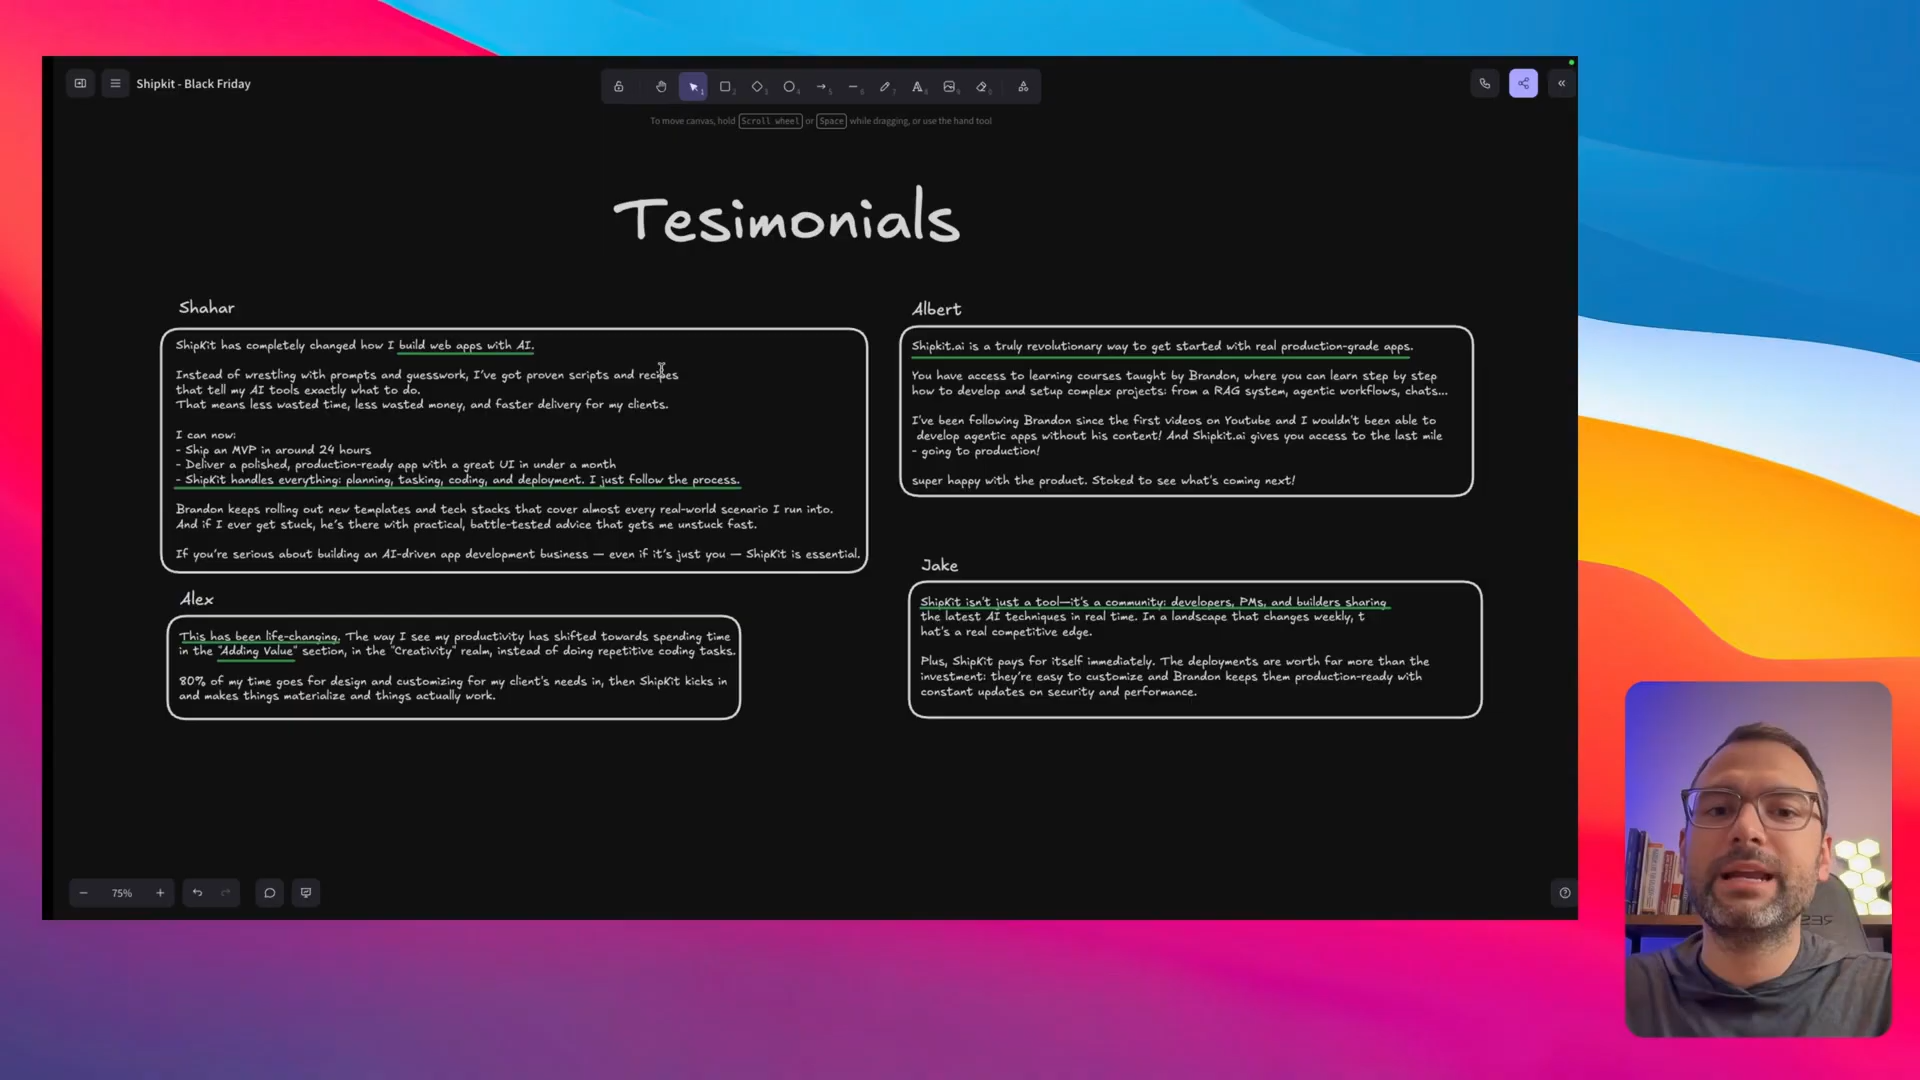 Shipkit - Black Friday
1
2
3
4
5
6
7
8
9
0
To move canvas, hold Scroll wheel or Space while dragging, or use the hand tool
Tesimonials
Shahar
ShipKit has completely changed how I build web apps with AI.
Instead of wrestling with prompts and guesswork, I've got proven scripts and recipes
that tell my AI tools exactly what to do.
That means less wasted time, less wasted money, and faster delivery for my clients.
I can now:
- Ship an MVP in around 24 hours
- Deliver a polished, production-ready app with a great UI in under a month
- ShipKit handles everything: planning, tasking, coding, and deployment. I just follow the process.
Brandon keeps rolling out new templates and tech stacks that cover almost every real-world scenario I run into.
And if I ever get stuck, he's there with practical, battle-tested advice that gets me unstuck fast.
If you're serious about building an AI-driven app development business — even if it's just you — ShipKit is essential.
Albert
Shipkit.ai is a truly revolutionary way to get started with real production-grade apps.
You have access to learning courses taught by Brandon, where you can learn step by step
how to develop and setup complex projects: from a RAG system, agentic workflows, chats...
I've been following Brandon since the first videos on Youtube and I wouldn't been able to
develop agentic apps without his content! And Shipkit.ai gives you access to the last mile
- going to production!
super happy with the product. Stoked to see what's coming next!
Alex
This has been life-changing. The way I see my productivity has shifted towards spending time
in the "Adding Value" section, in the "Creativity" realm, instead of doing repetitive coding tasks.
80% of my time goes for design and customizing for my client's needs in, then ShipKit kicks in
and makes things materialize and things actually work.
Jake
ShipKit isn't just a tool—it's a community: developers, PMs, and builders sharing
the latest AI techniques in real time. In a landscape that changes weekly, t
hat's a real competitive edge.
Plus, ShipKit pays for itself immediately. The deployments are worth far more than the
investment: they're easy to customize and Brandon keeps them production-ready with
constant updates on security and performance.
75%